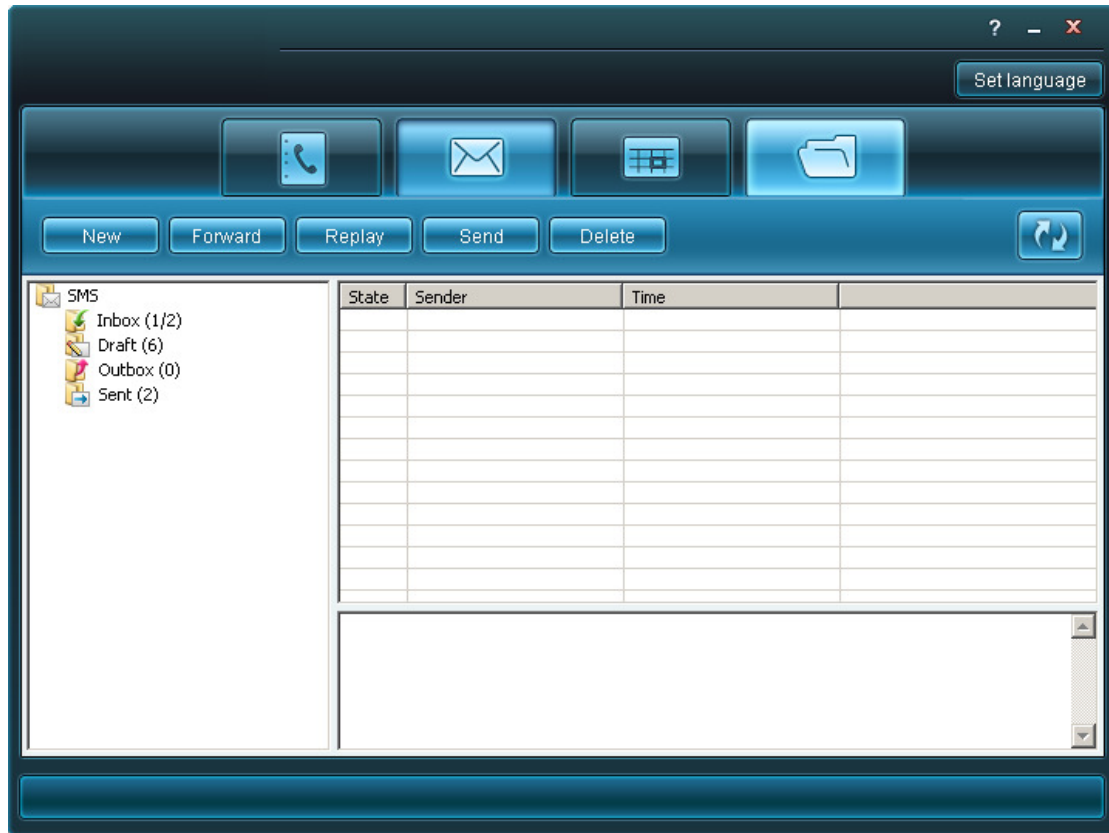 ?
Set language
New Forward Replay Send Delete
SMS
Inbox (1/2)
Draft (6)
Outbox (0)
Sent (2)
State Sender Time